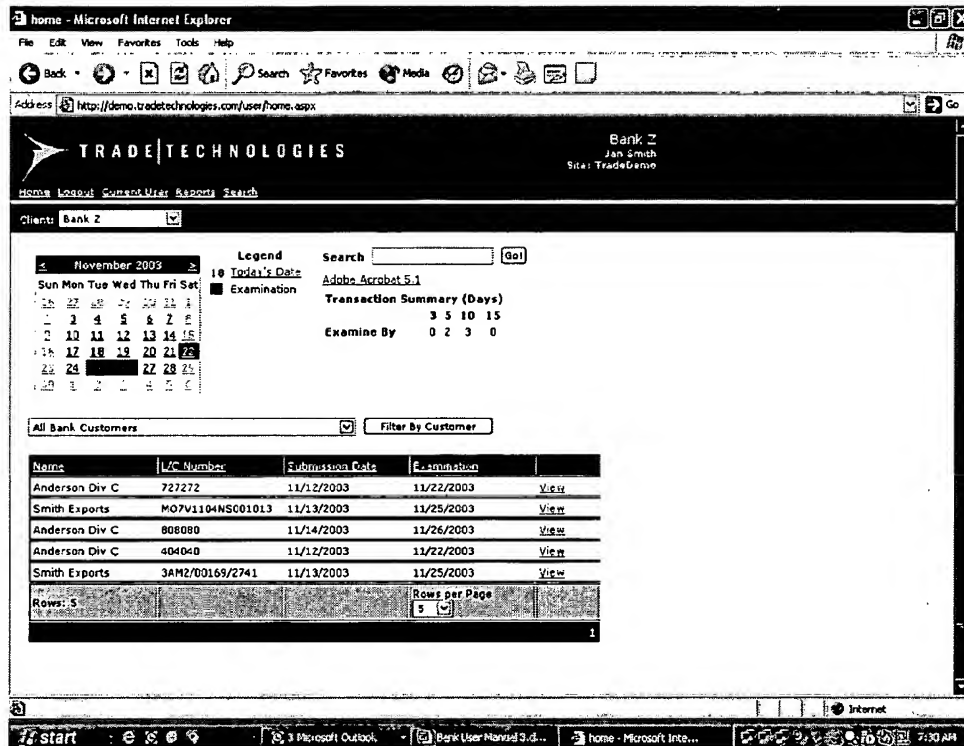 home - Microsoft Internet Explorer
File Edit View Favorites Tools Help
Back Search Favorites Media
Address http://demo.tradetechnologies.com/user/home.aspx Go
TRADE TECHNOLOGIES
Bank Z
Jan Smith
Site: TradeDemo
Home Logout Current User Reports Search
Client: Bank Z
< November 2003 >
Sun Mon Tue Wed Thu Fri Sat
3 4 5 6 7
10 11 12 13 14 15
17 18 19 20 21 22
23 24 27 28 29
Legend
18 Today's Date
Examination
Search Go!
Adobe Acrobat 5.1
Transaction Summary (Days)
3 5 10 15
Examine By 0 2 3 0
All Bank Customers Filter By Customer
Name L/C Number Submission Date Examination
Anderson Div C 727272 11/12/2003 11/22/2003 View
Smith Exports MO7V1104NS001013 11/13/2003 11/25/2003 View
Anderson Div C 808080 11/14/2003 11/26/2003 View
Anderson Div C 404040 11/12/2003 11/22/2003 View
Smith Exports 3AM2/00169/2741 11/13/2003 11/25/2003 View
Rows: 5 Rows per Page
5
1
Internet
start 3 Microsoft Outlook Bank User Manual 3.d... home - Microsoft Inte... 7:30 AM